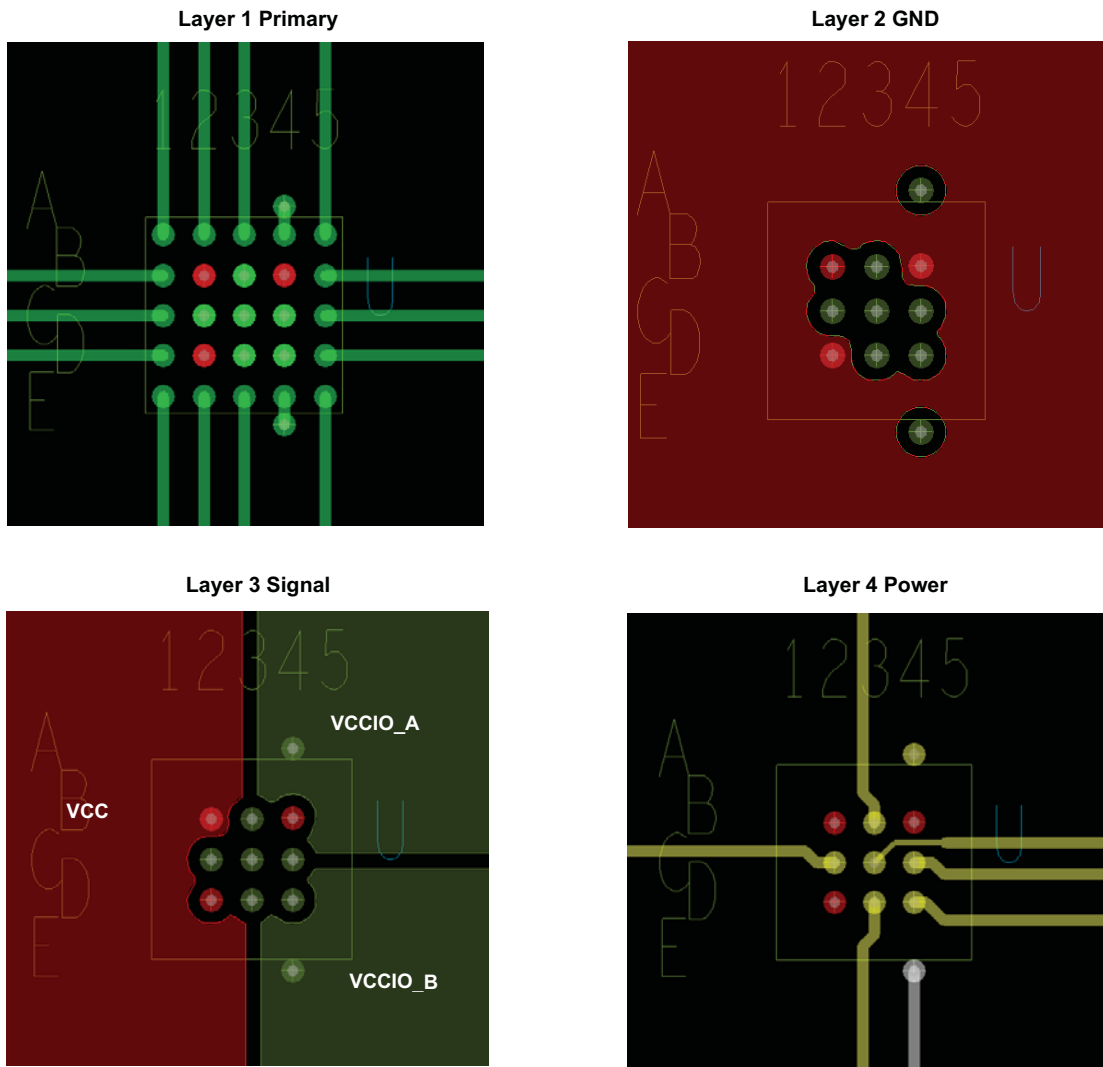 Layer 1 Primary
Layer 2 GND
12345
A
B
C
D
E
U
12345
A
B
C
D
E
U
Layer 3 Signal
Layer 4 Power
12345
VCCIO_A
A
B
VCC
C
D
E
U
VCCIO_B
12345
A
B
C
D
E
U